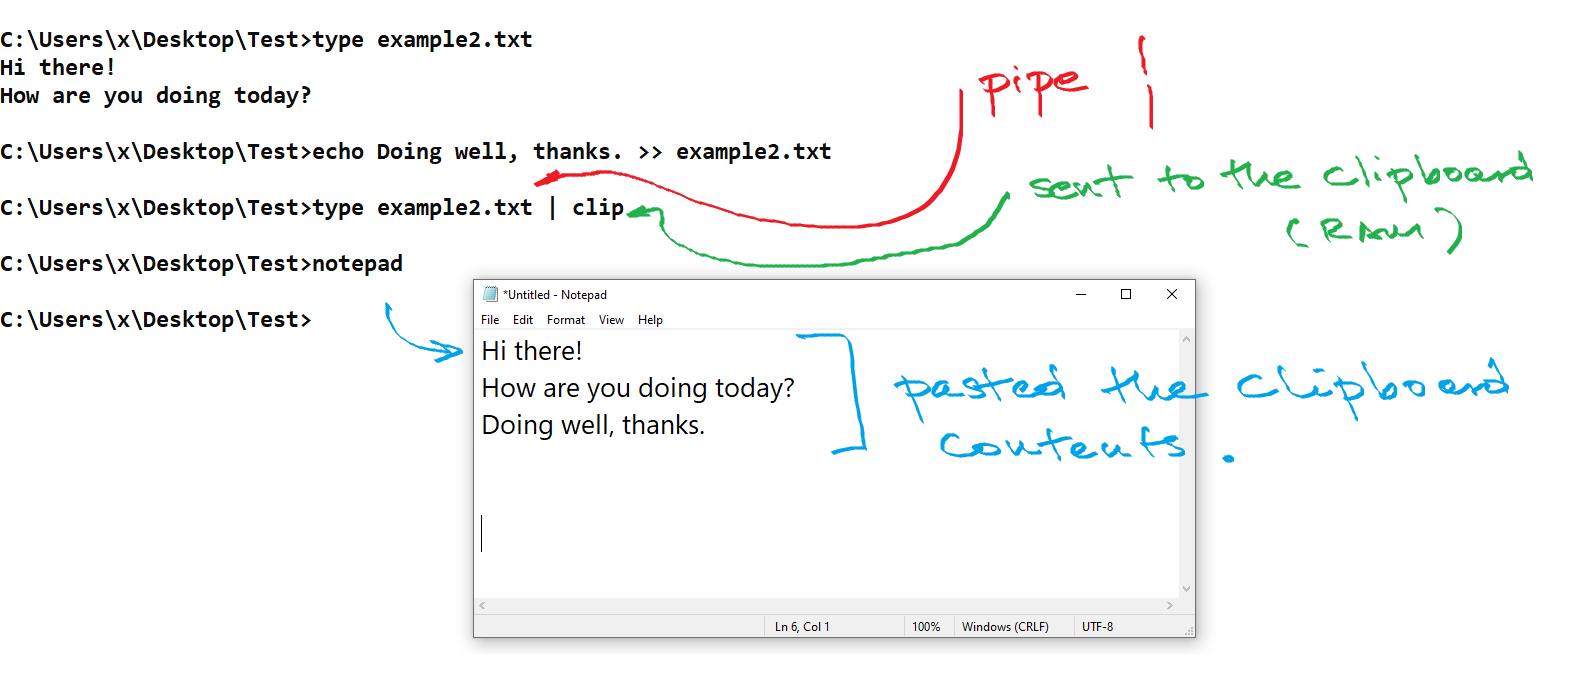 C:\Users\x\Desktop\Test>type example2.txt
Hi there!
How are you doing today?
C:\Users\x\Desktop\Test>echo Doing well, thanks. >> example2.txt
C:\Users\x\Desktop\Test>type example2.txt | clip
C:\Users\x\Desktop\Test>notepad
C:\Users\x\Desktop\Test>
pipe |
sent to the clipboard
(RAM)
*Untitled - Notepad
File Edit Format View Help
Hi there!
How are you doing today?
Doing well, thanks.
pasted the clipboard
contents.
Ln 6, Col 1 100% Windows (CRLF) UTF-8